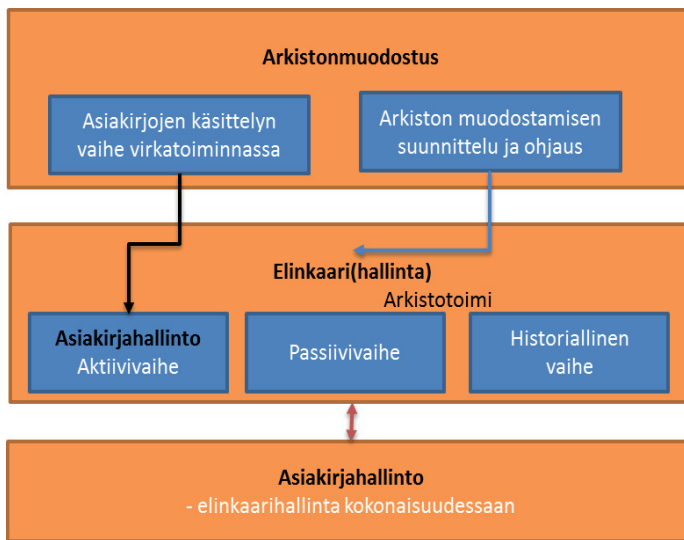 Arkistonmuodostus
Asiakirjojen käsittelyn
vaihe virkatoiminnassa
Arkiston muodostamisen
suunnittelu ja ohjaus
Elinkaari(hallinta)
Arkistotoimi
Asiakirjahallinto
Aktiivivaihe
Passiivivaihe
Historiallinen
vaihe
Asiakirjahallinto
- elinkaarihallinta kokonaisuudessaan